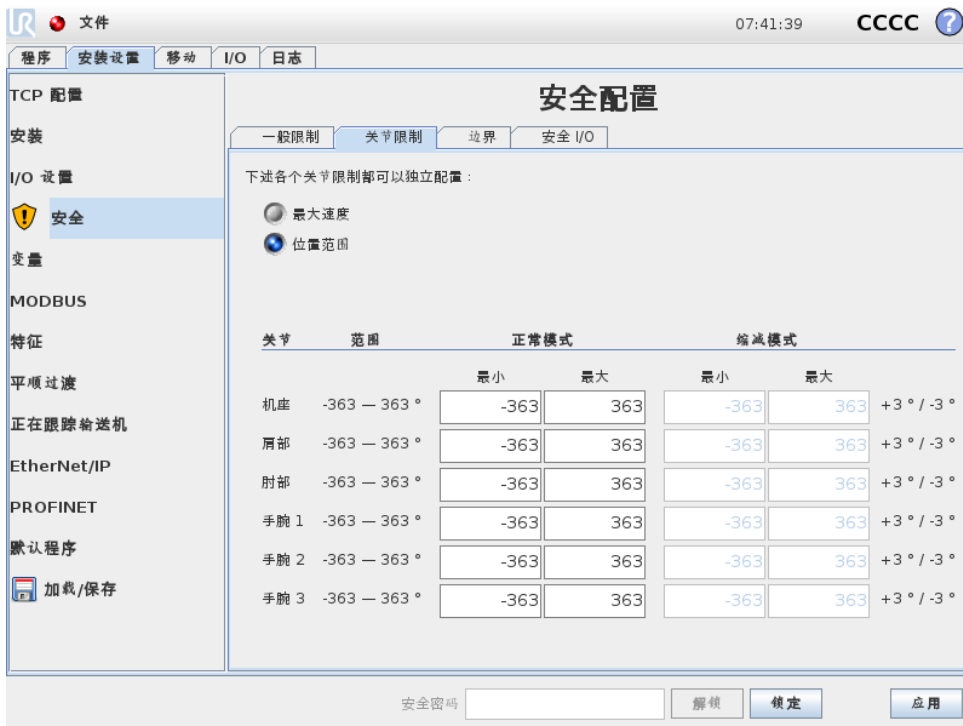 UR 文件 07:41:39 CCCC ?
程序 安装设置 移动 I/O 日志
TCP 配置
安装
I/O 设置
安全
变量
MODBUS
特征
平顺过渡
正在跟踪输送机
EtherNet/IP
PROFINET
默认程序
加载/保存
安全配置
一般限制 关节限制 边界 安全 I/O
下述各个关节限制都可以独立配置:
最大速度
位置范围
关节 范围 正常模式 缩减模式
最小 最大 最小 最大
机座 -363 — 363 ° -363 363 -363 363 +3 ° / -3 °
肩部 -363 — 363 ° -363 363 -363 363 +3 ° / -3 °
肘部 -363 — 363 ° -363 363 -363 363 +3 ° / -3 °
手腕 1 -363 — 363 ° -363 363 -363 363 +3 ° / -3 °
手腕 2 -363 — 363 ° -363 363 -363 363 +3 ° / -3 °
手腕 3 -363 — 363 ° -363 363 -363 363 +3 ° / -3 °
安全密码 解锁 锁定 应用